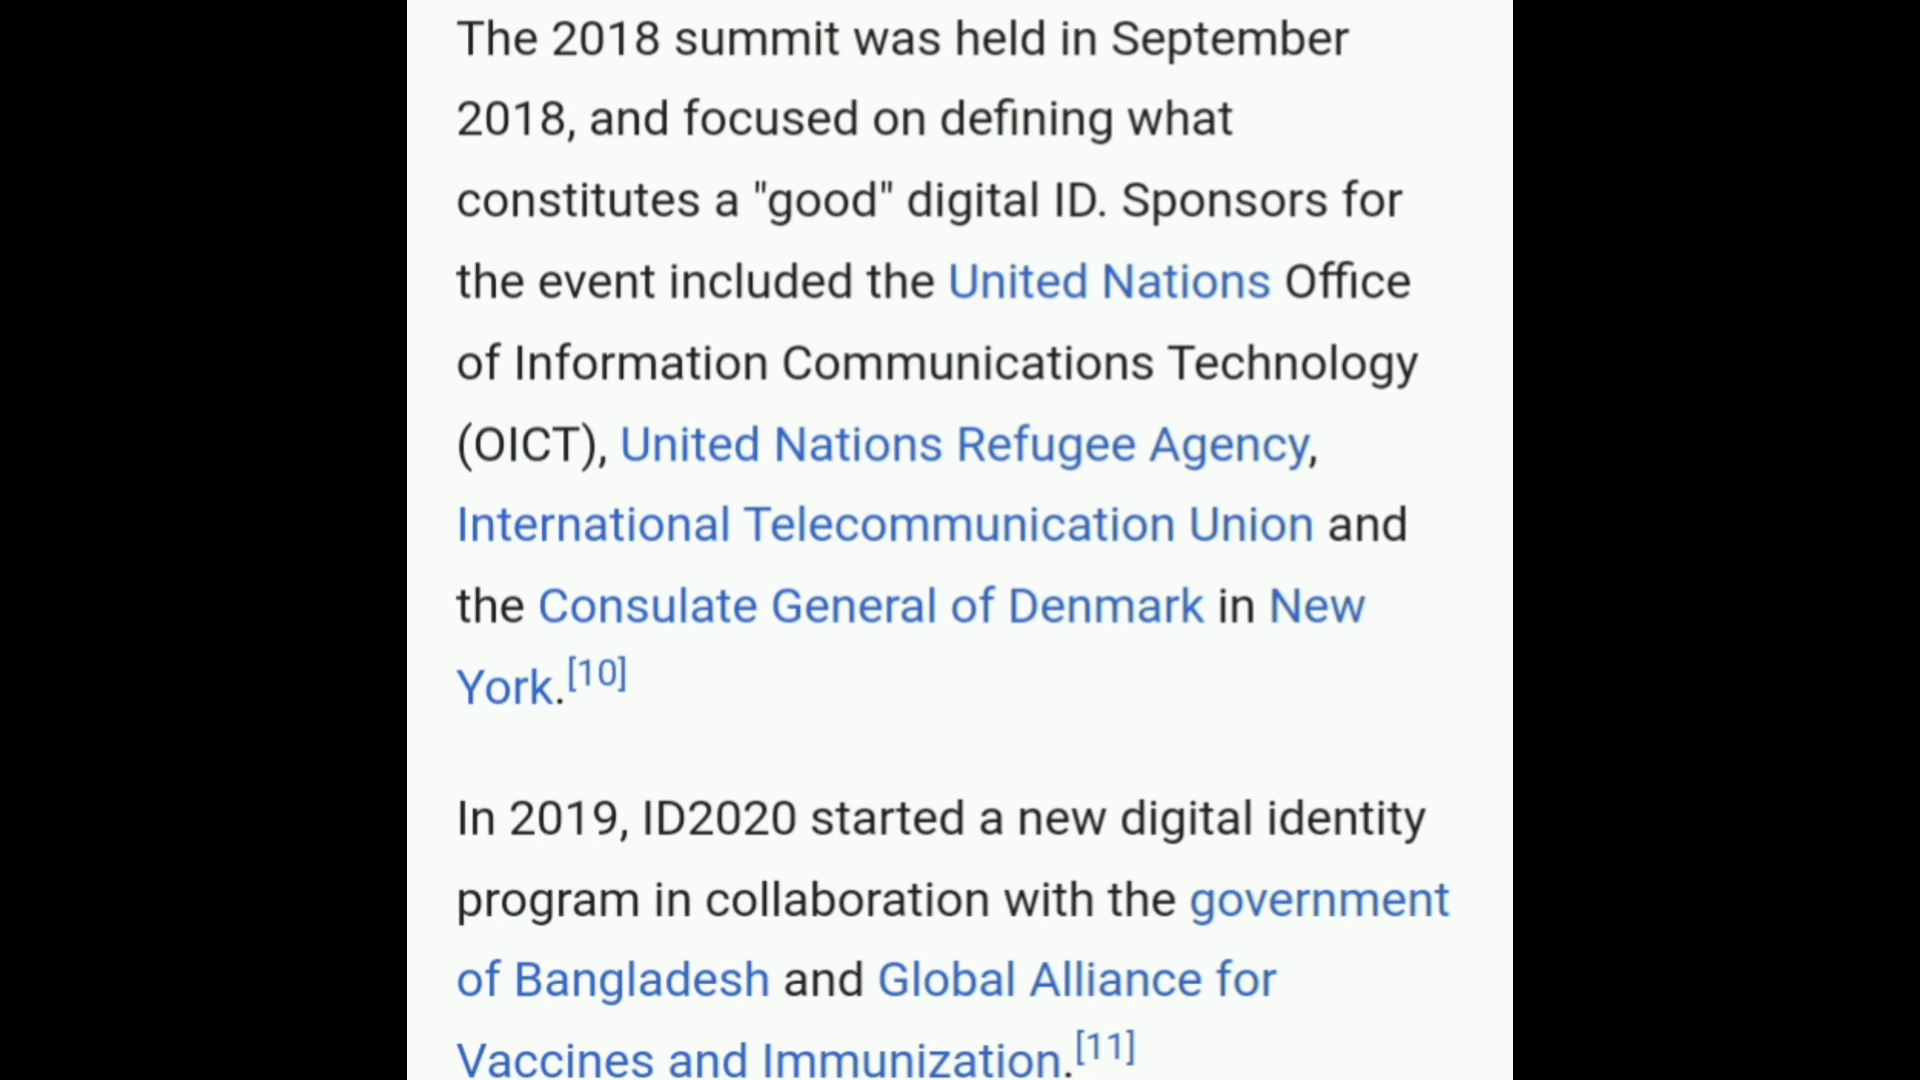 The 2018 summit was held in September
2018, and focused on defining what
constitutes a "good" digital ID. Sponsors for
the event included the United Nations Office
of Information Communications Technology
(OICT), United Nations Refugee Agency,
International Telecommunication Union and
the Consulate General of Denmark in New
York.[10]
In 2019, ID2020 started a new digital identity
program in collaboration with the government
of Bangladesh and Global Alliance for
Vaccines and Immunization.[11]